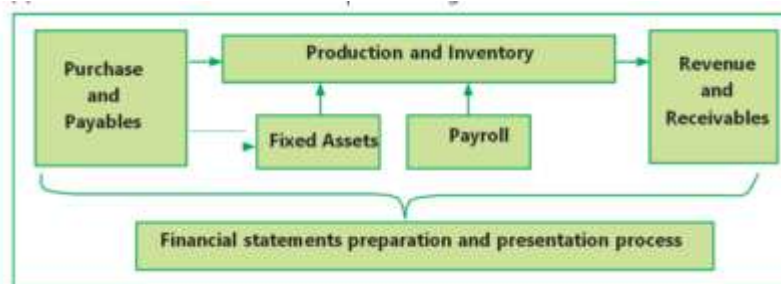 Purchase
and
Payables
Production and Inventory
Revenue
and
Receivables
Fixed Assets
Payroll
Financial statements preparation and presentation process